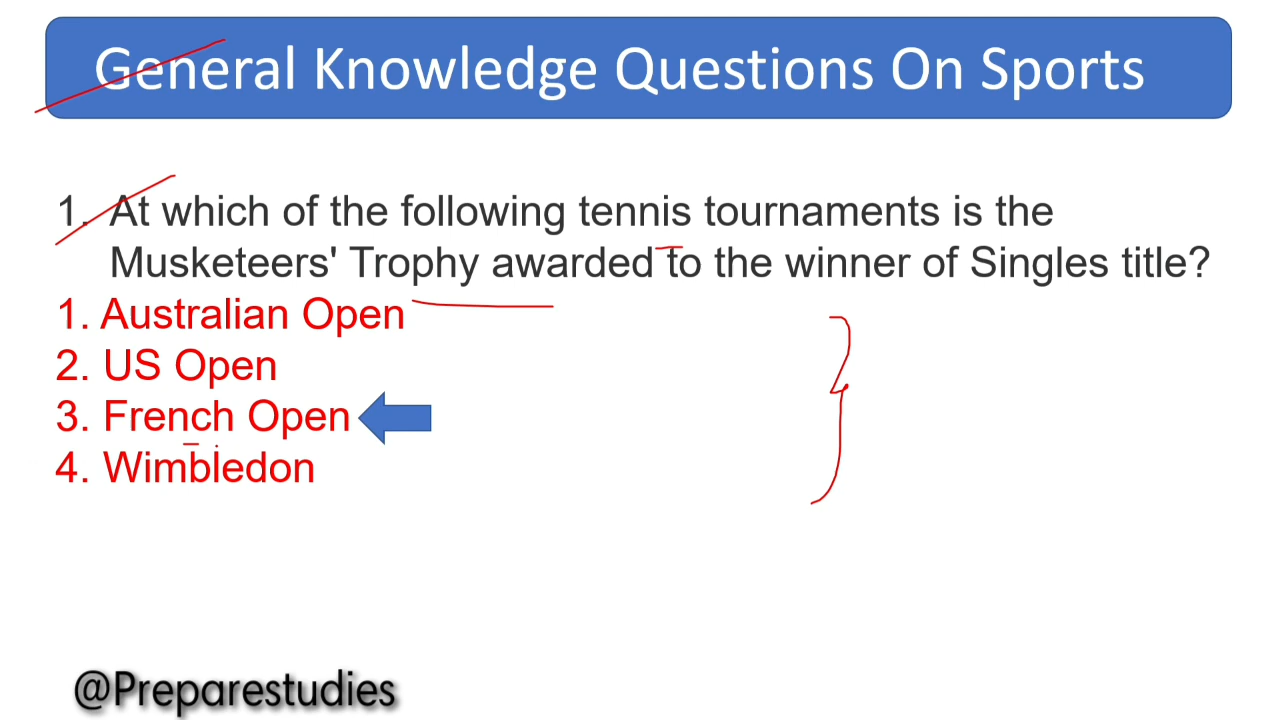 General Knowledge Questions On Sports
1. At which of the following tennis tournaments is the
Musketeers' Trophy awarded to the winner of Singles title?
1. Australian Open
2. US Open
3. French Open
4. Wimbledon
@Preparestudies